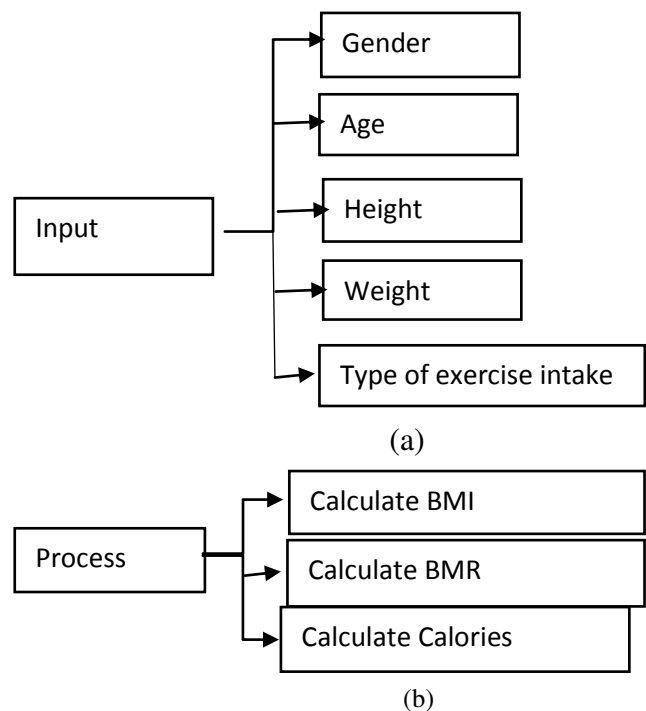 Gender
Age
Input
Height
Weight
Type of exercise intake
(a)
Calculate BMI
Process
Calculate BMR
Calculate Calories
(b)